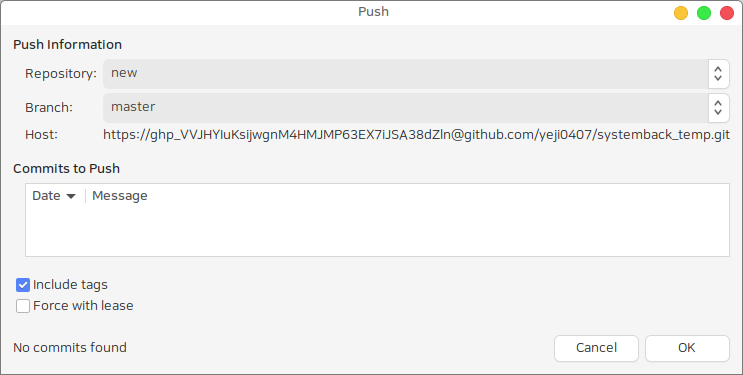 Push
Push Information
Repository: new
Branch: master
Host: https://@github.com/yeji0407/systemback_temp.git
Commits to Push
Date Message
Include tags
Force with lease
No commits found Cancel OK